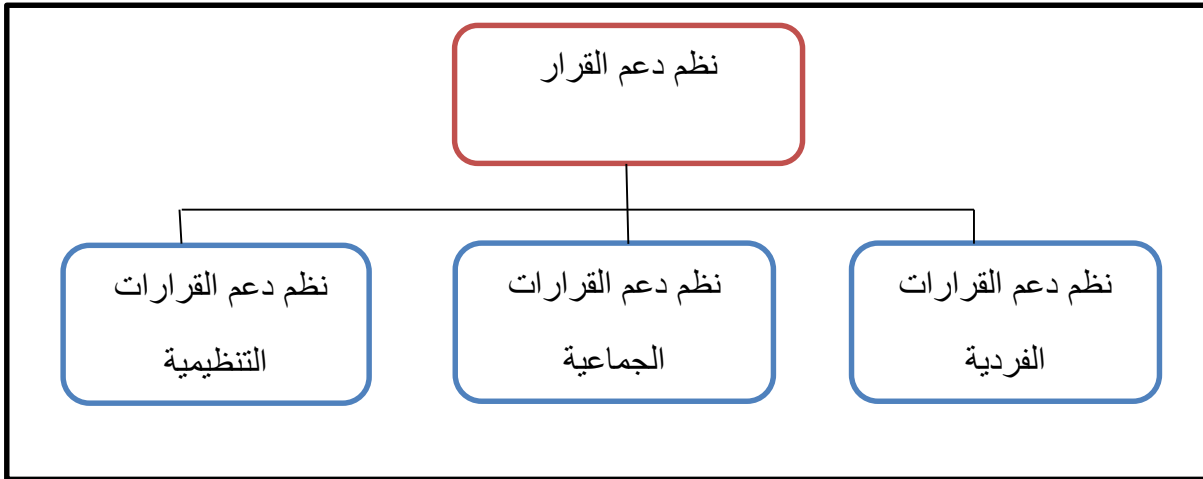 نظم دعم القرار
نظم دعم القرارات
الفردية
نظم دعم القرارات
الجماعية
نظم دعم القرارات
التنظيمية